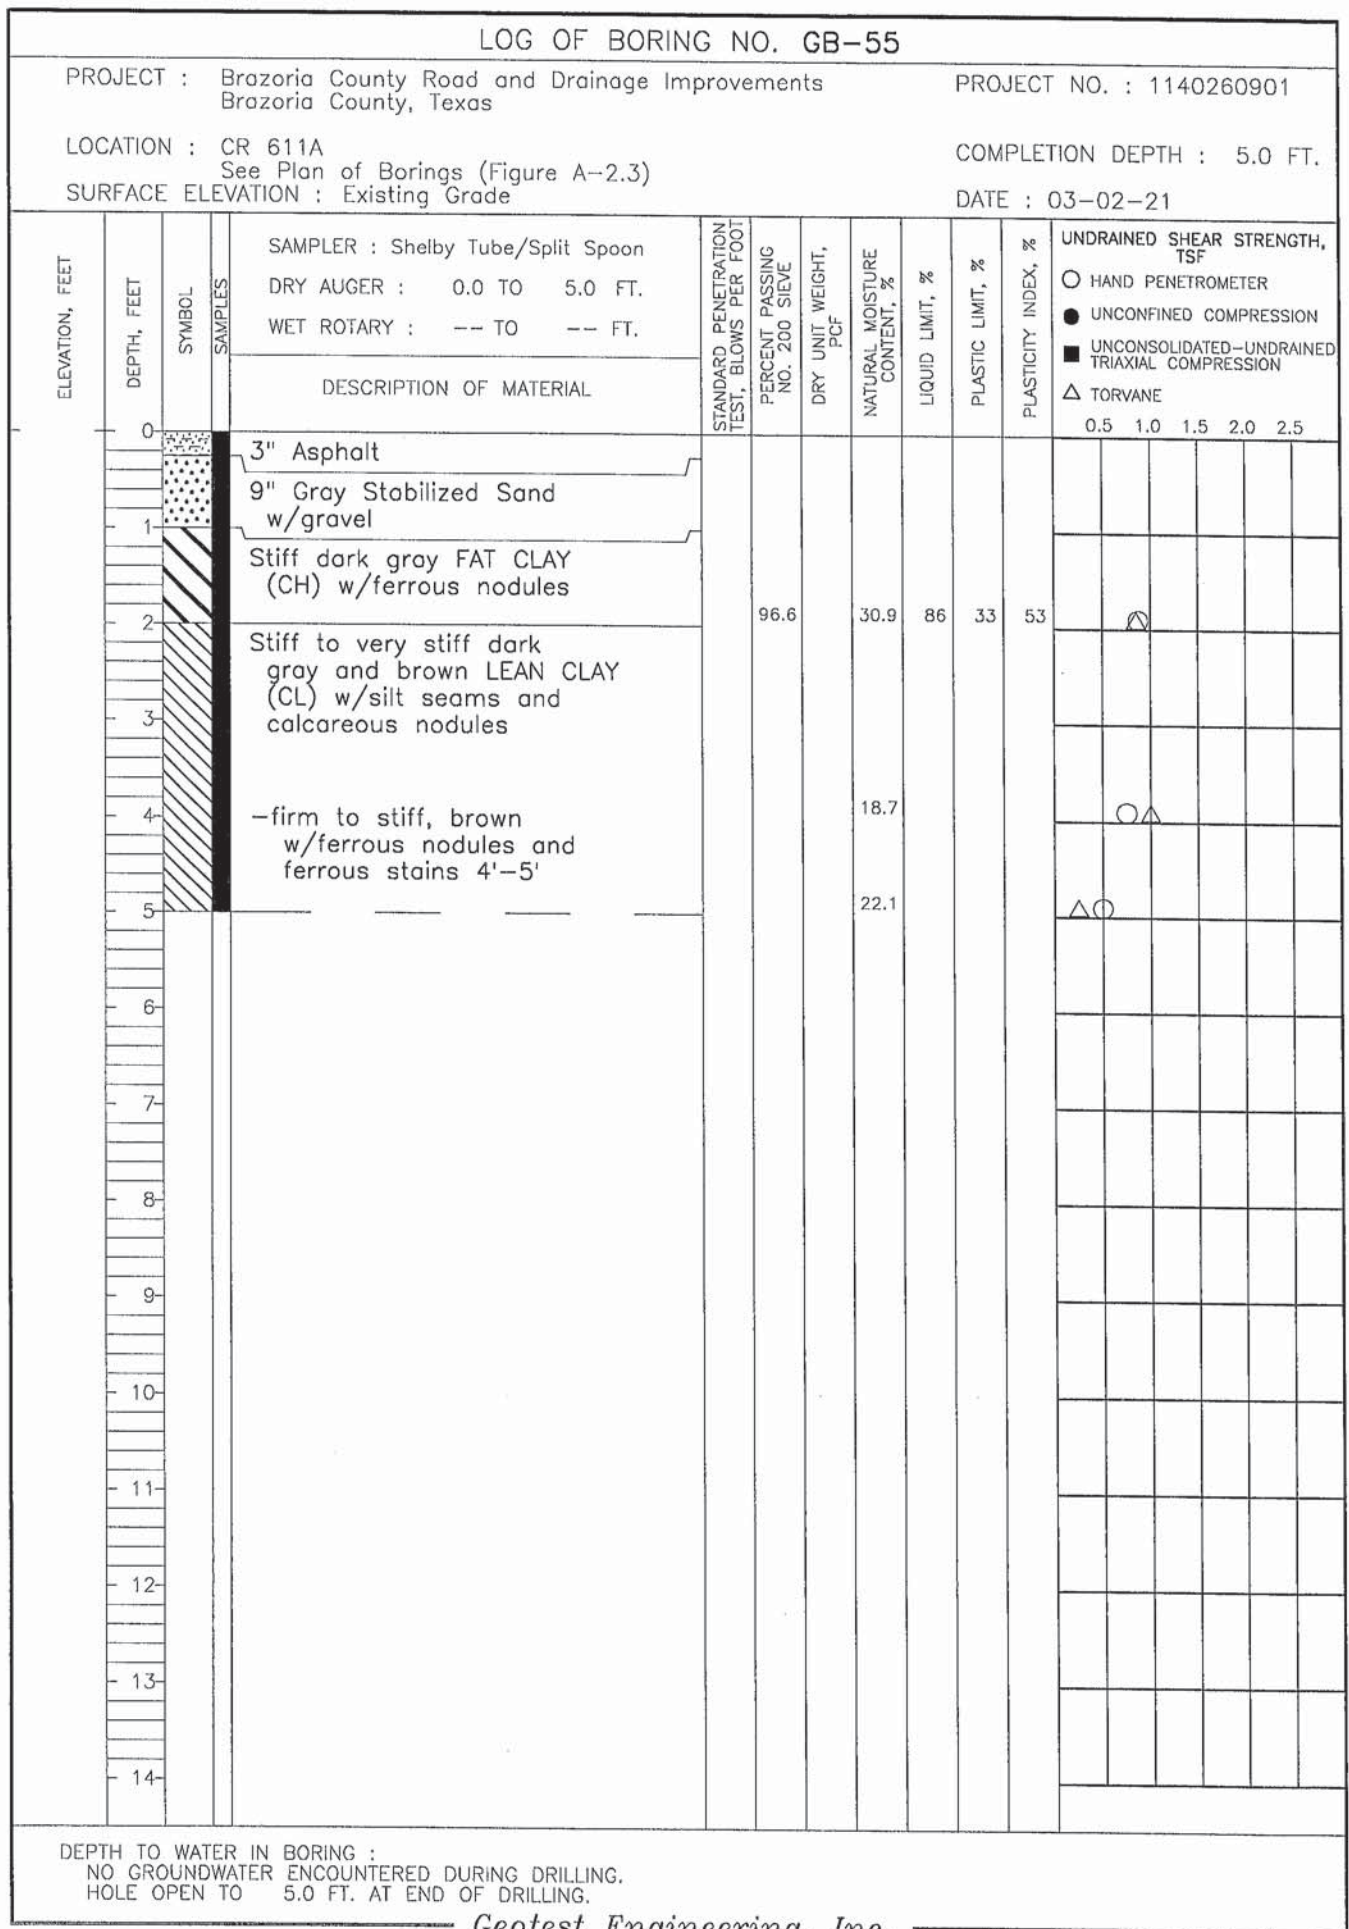 LOG OF BORING NO. GB-55
PROJECT : Brazoria County Road and Drainage Improvements
Brazoria County, Texas
PROJECT NO. : 1140260901
LOCATION : CR 611A
See Plan of Borings (Figure A-2.3)
COMPLETION DEPTH : 5.0 FT.
SURFACE ELEVATION : Existing Grade
DATE : 03-02-21
ELEVATION, FEET
DEPTH, FEET
SYMBOL
SAMPLES
SAMPLER : Shelby Tube/Split Spoon
DRY AUGER : 0.0 TO 5.0 FT.
WET ROTARY : -- TO -- FT.
DESCRIPTION OF MATERIAL
STANDARD PENETRATION
TEST, BLOWS PER FOOT
PERCENT PASSING
NO. 200 SIEVE
DRY UNIT WEIGHT,
PCF
NATURAL MOISTURE
CONTENT, %
LIQUID LIMIT, %
PLASTIC LIMIT, %
PLASTICITY INDEX, %
UNDRAINED SHEAR STRENGTH,
TSF
HAND PENETROMETER
UNCONFINED COMPRESSION
UNCONSOLIDATED-UNDRAINED
TRIAXIAL COMPRESSION
TORVANE
0.5 1.0 1.5 2.0 2.5
0
3" Asphalt
9" Gray Stabilized Sand
w/gravel
1
Stiff dark gray FAT CLAY
(CH) w/ferrous nodules
2
96.6 30.9 86 33 53
Stiff to very stiff dark
gray and brown LEAN CLAY
(CL) w/silt seams and
calcareous nodules
3
4
18.7
-firm to stiff, brown
w/ferrous nodules and
ferrous stains 4'-5'
5
22.1
6
7
8
9
10
11
12
13
14
DEPTH TO WATER IN BORING :
NO GROUNDWATER ENCOUNTERED DURING DRILLING.
HOLE OPEN TO 5.0 FT. AT END OF DRILLING.
Geotest Engineering, Inc.